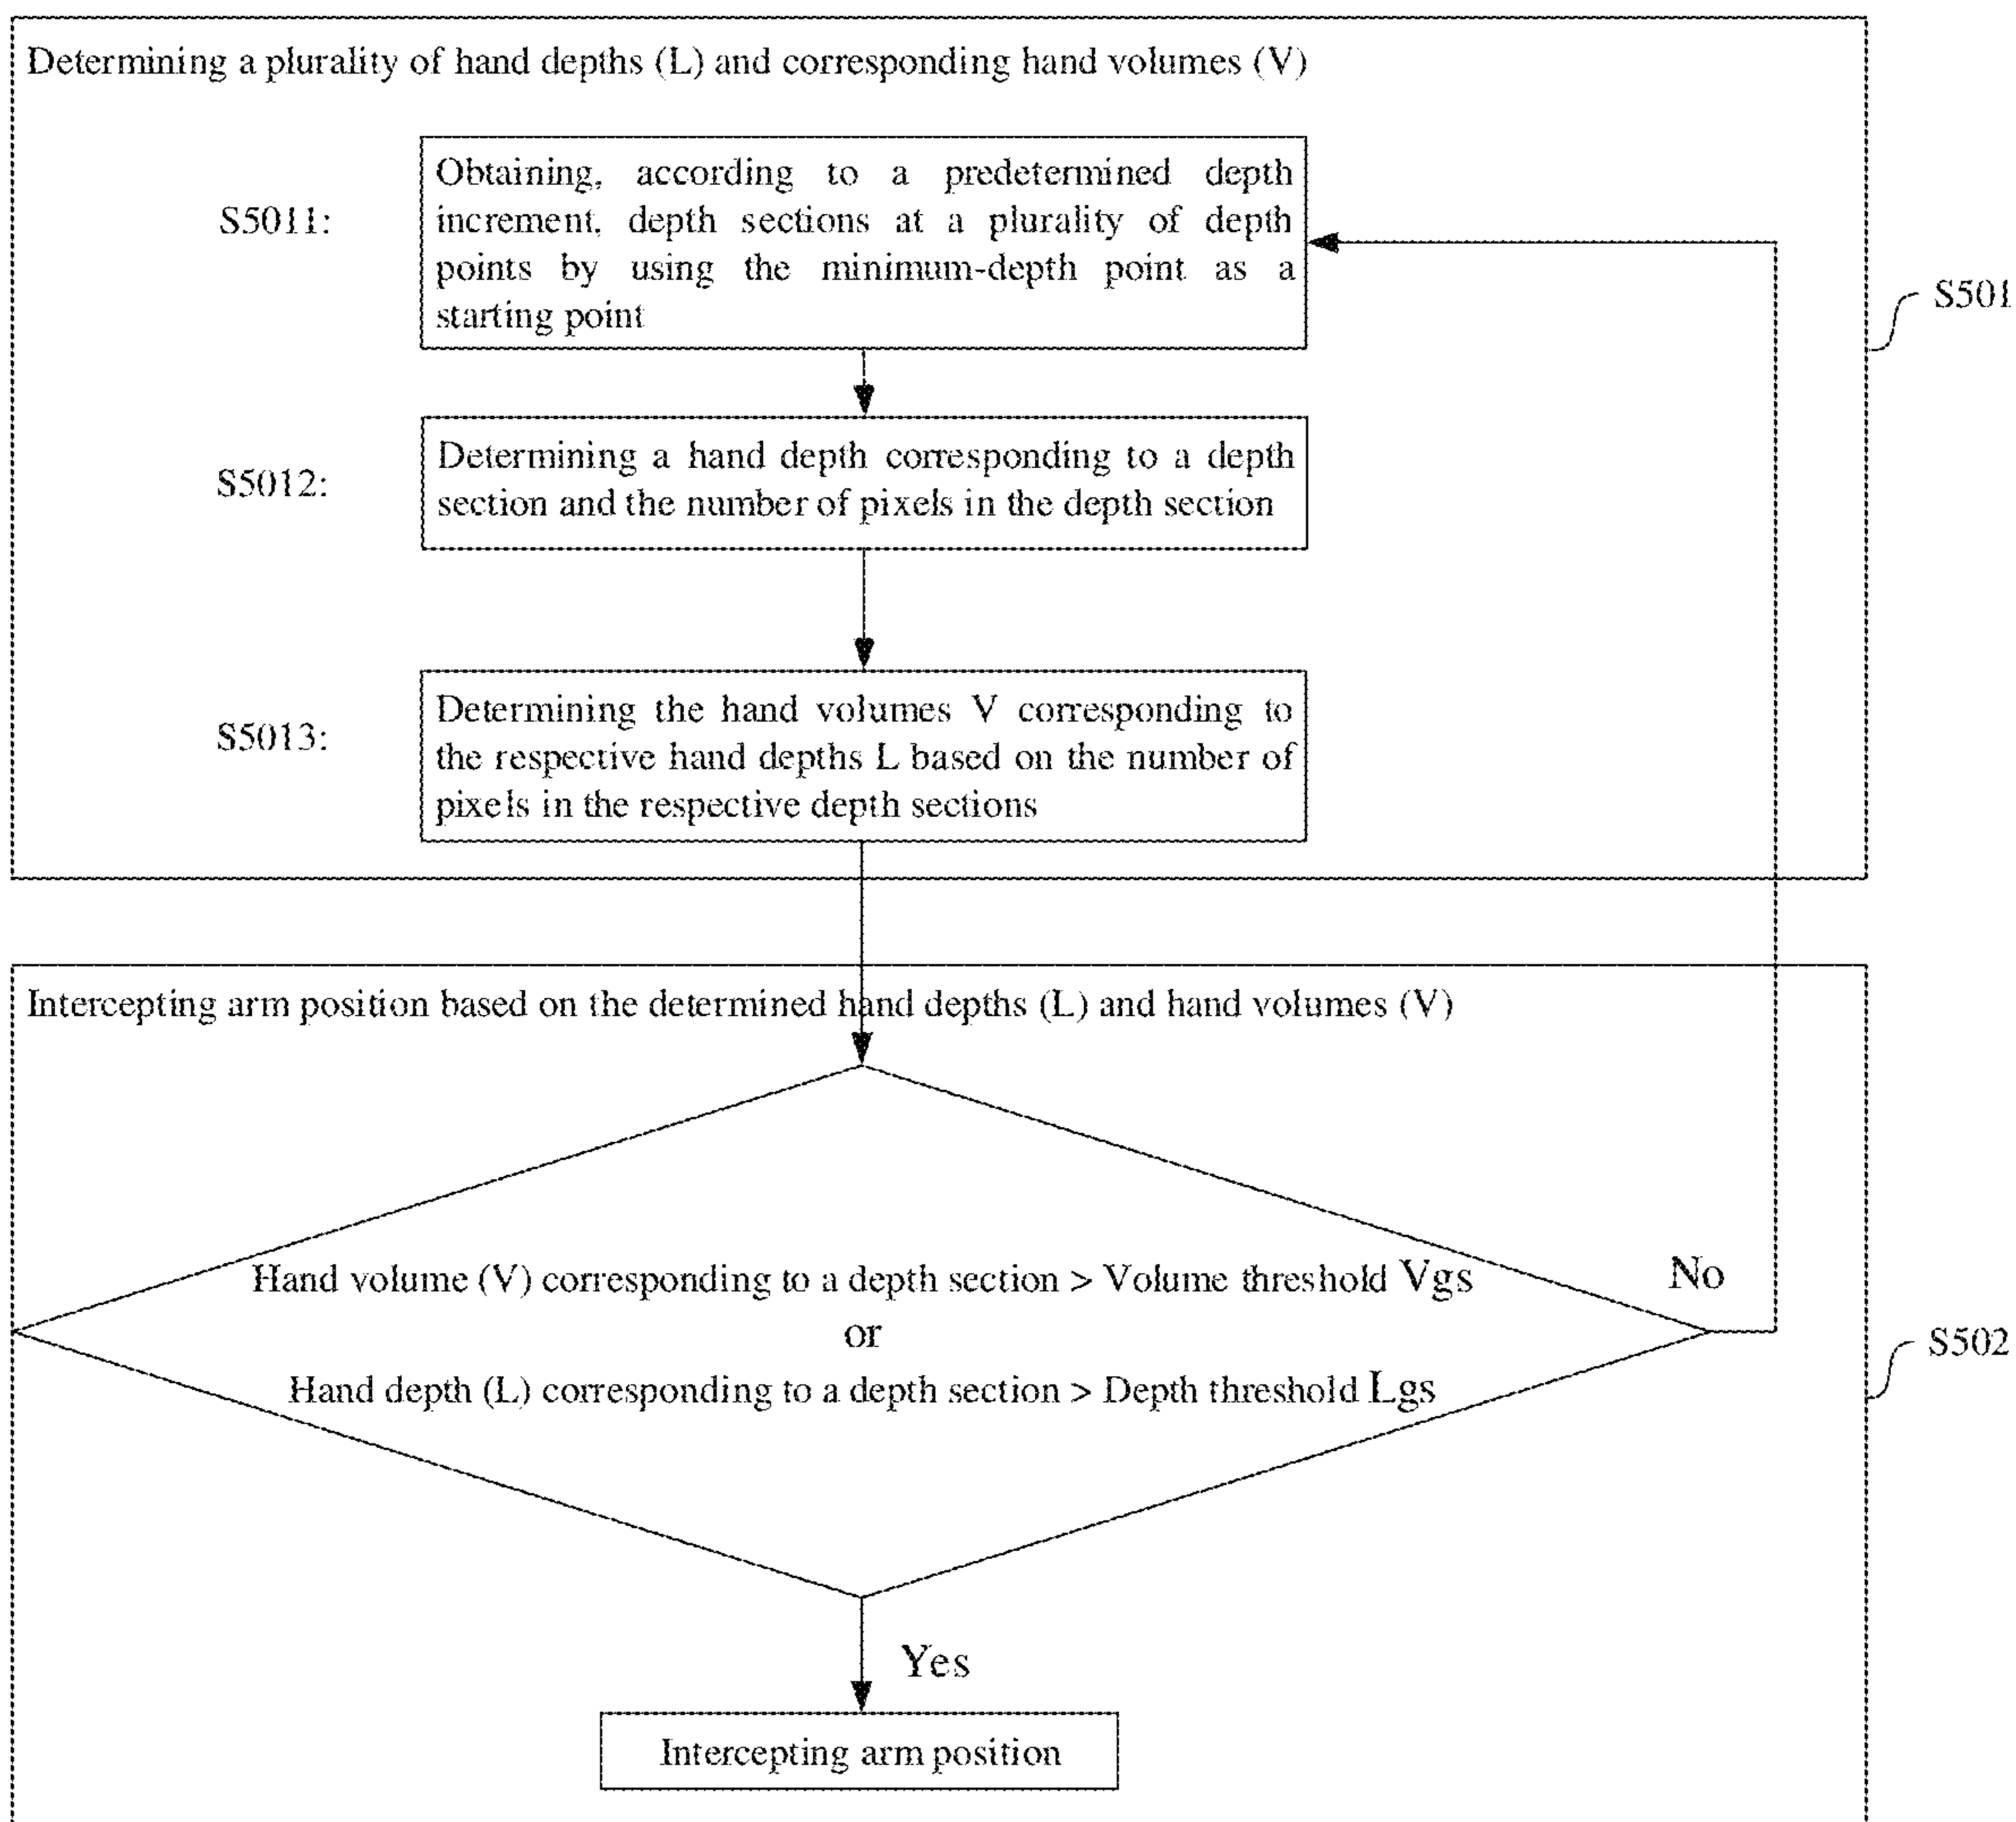 Determining a plurality of hand depths (L) and corresponding hand volumes (V)
S5011:
Obtaining, according to a predetermined depth
increment, depth sections at a plurality of depth
points by using the minimum-depth point as a
starting point
S501
S5012:
Determining a hand depth corresponding to a depth
section and the number of pixels in the depth section
S5013:
Determining the hand volumes V corresponding to
the respective hand depths L based on the number of
pixels in the respective depth sections
Intercepting arm position based on the determined hand depths (L) and hand volumes (V)
Hand volume (V) corresponding to a depth section > Volume threshold Vgs
No
or
Hand depth (L) corresponding to a depth section > Depth threshold Lgs
S502
Yes
Intercepting arm position